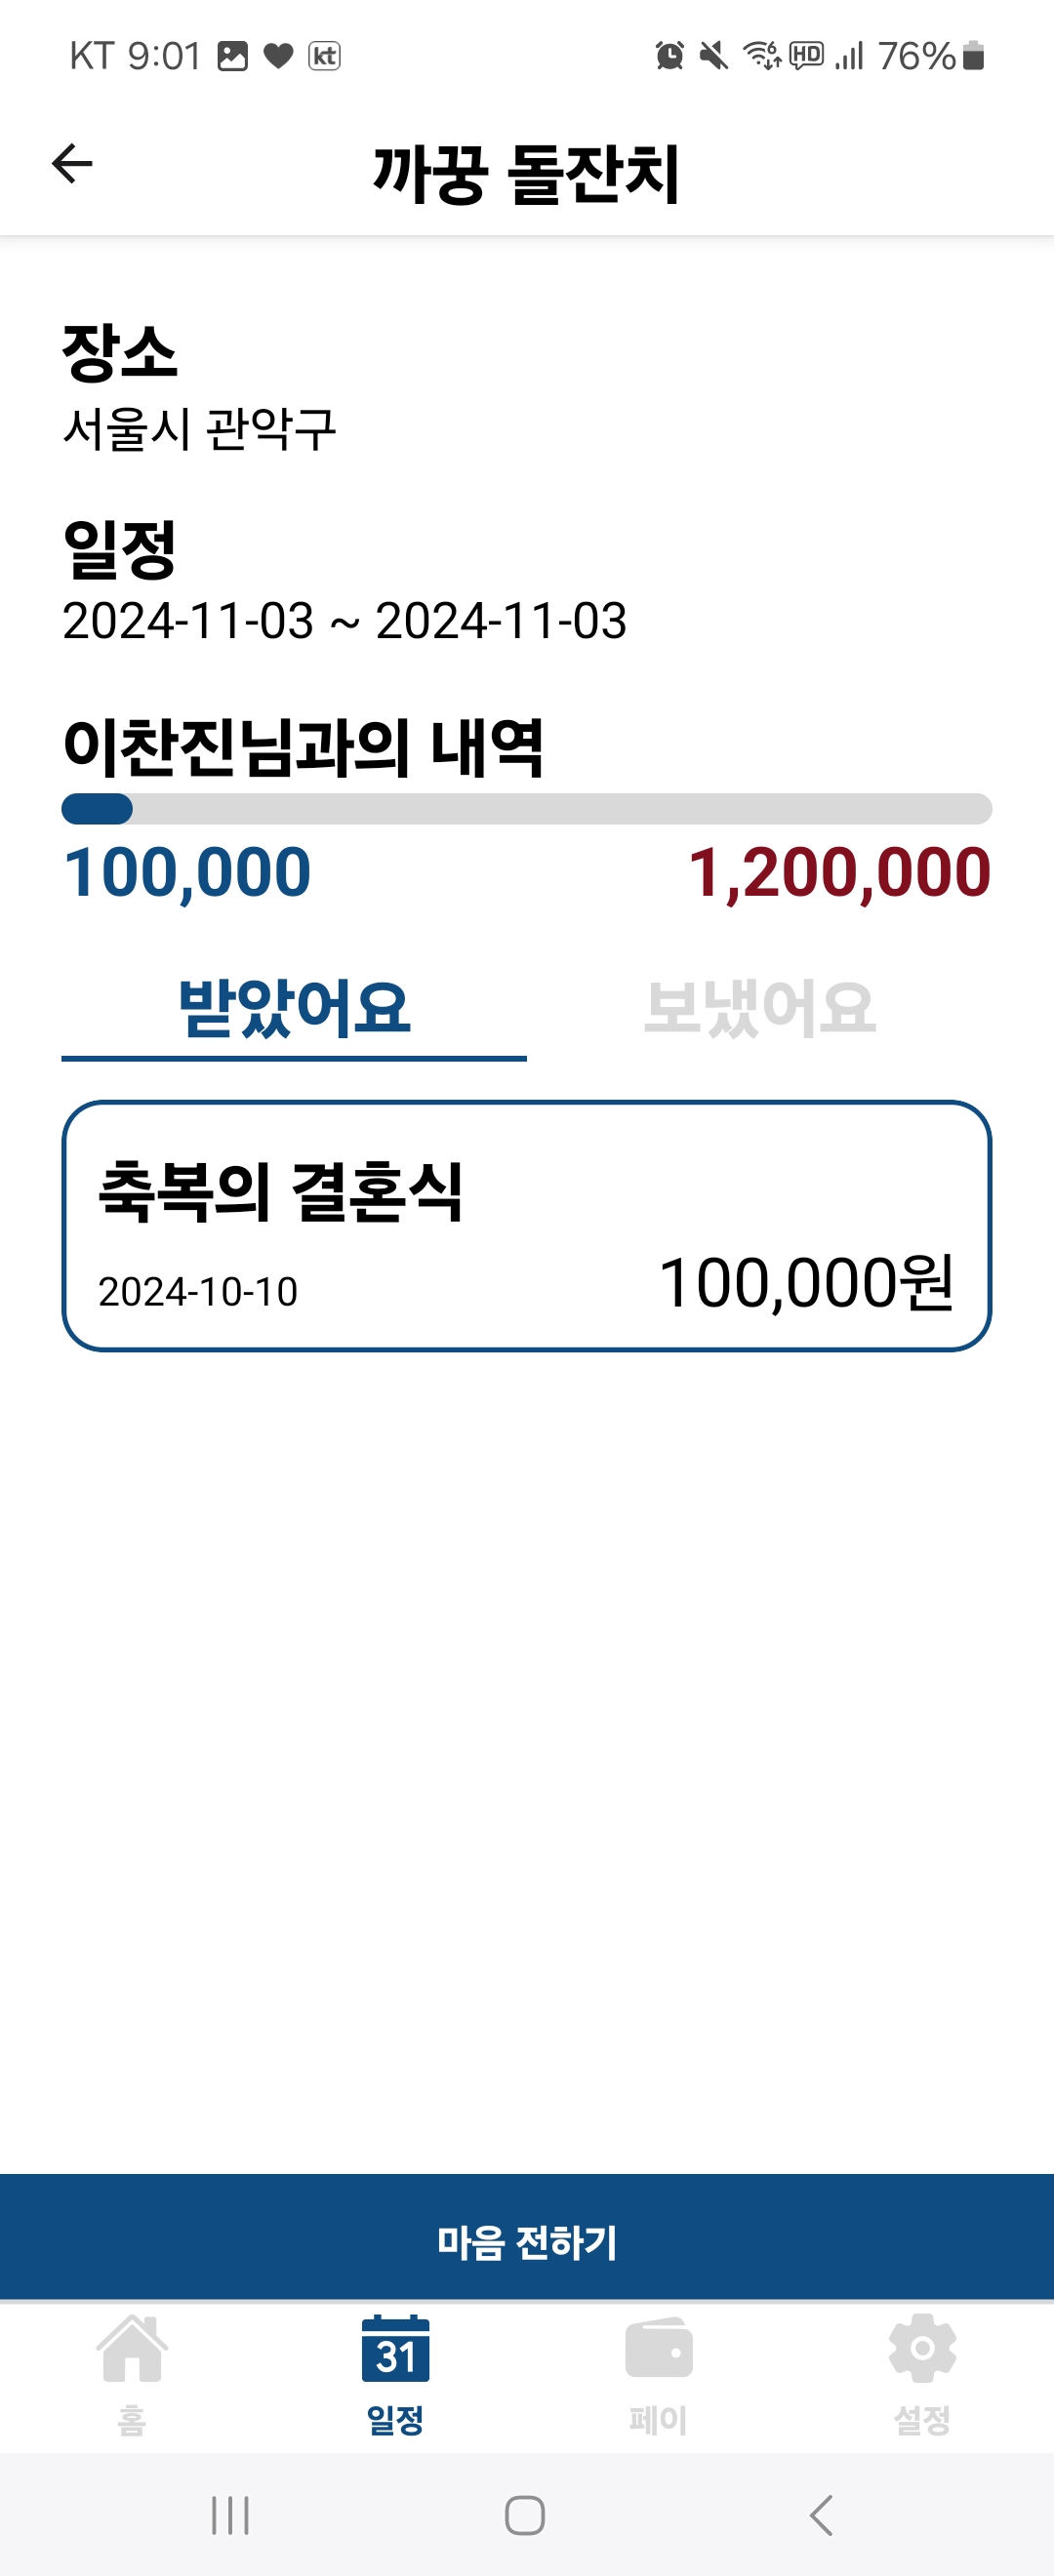 KT 9:01 kt 6 HD 76%
까꿍 돌잔치
장소
서울시 관악구
일정
2024-11-03 ~ 2024-11-03
이찬진님과의 내역
100,000 1,200,000
받았어요 보냈어요
축복의 결혼식
2024-10-10 100,000원
마음 전하기
31
홈 일정 페이 설정